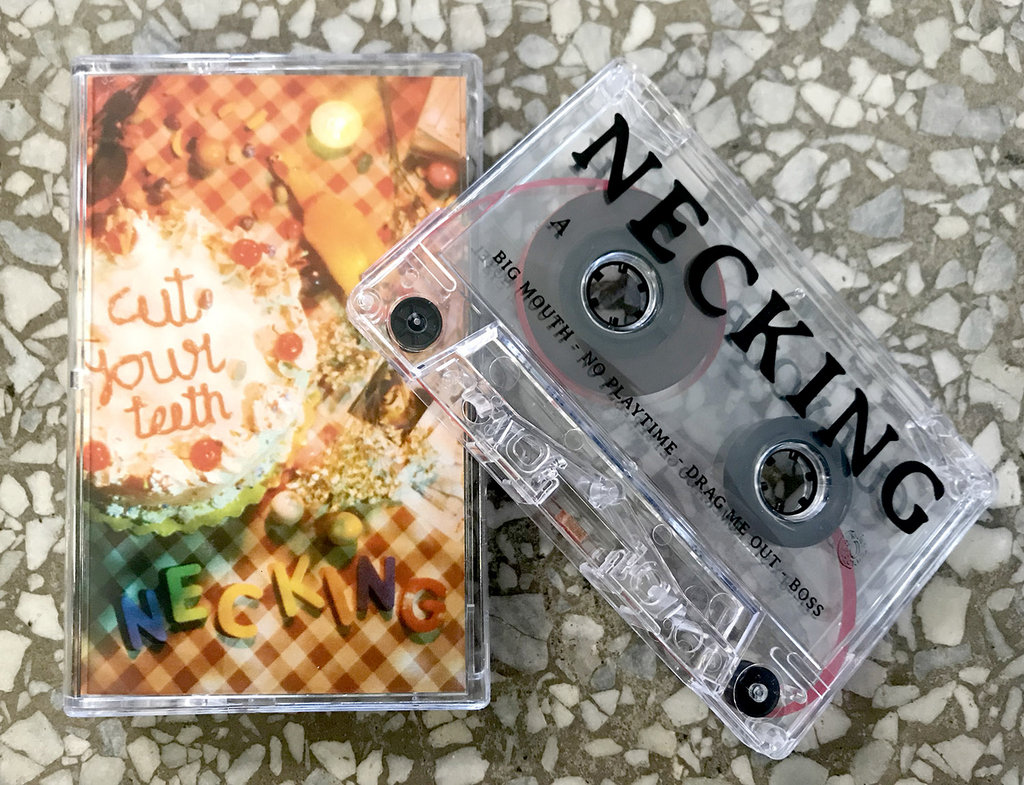 cut
your
teeth
NECKING
NECKING
A
BIG MOUTH - NO PLAYTIME - DRAG ME OUT - BOSS